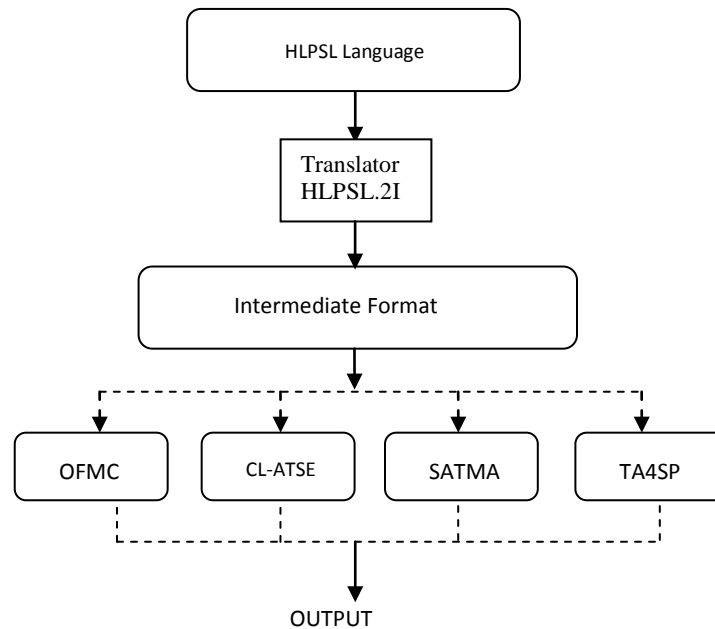 HLPSL Language
Translator
HLPSL.2I
Intermediate Format
OFMC
CL-ATSE
SATMA
TA4SP
OUTPUT